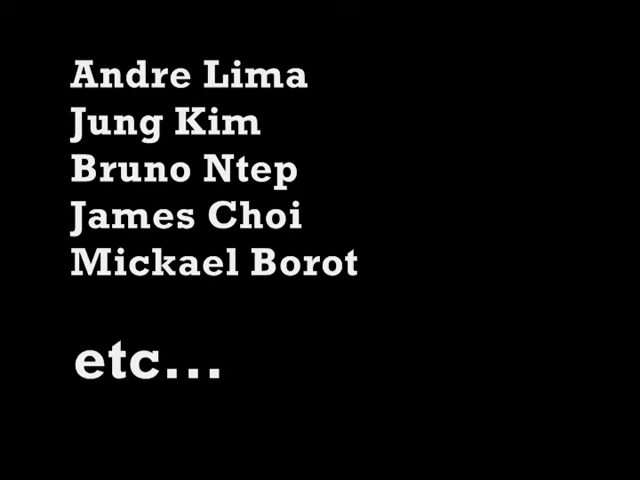 Andre Lima
Jung Kim
Bruno Ntep
James Choi
Mickael Borot
etc...